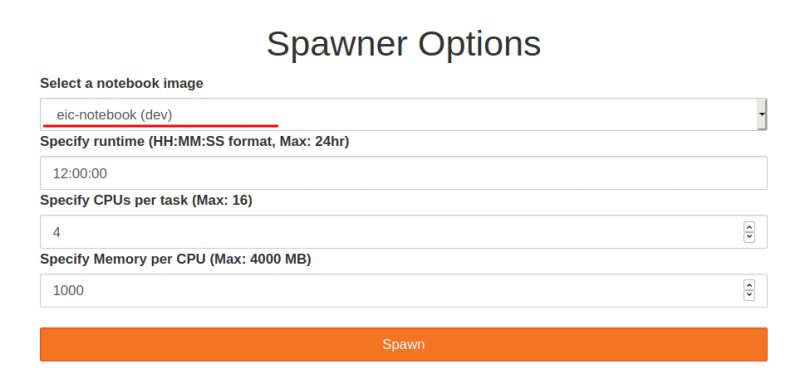 Spawner Options
Select a notebook image
eic-notebook (dev)
Specify runtime (HH:MM:SS format, Max: 24hr)
12:00:00
Specify CPUs per task (Max: 16)
4
Specify Memory per CPU (Max: 4000 MB)
1000
Spawn